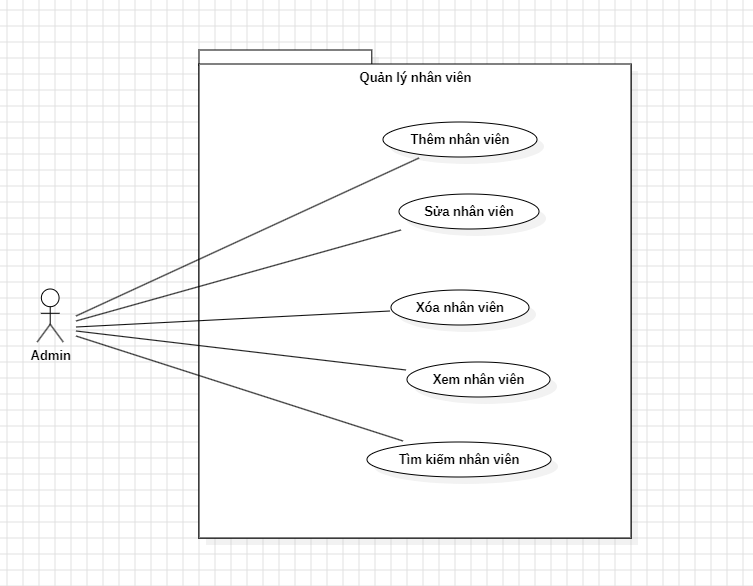 Quản lý nhân viên
Thêm nhân viên
Sửa nhân viên
Xóa nhân viên
Admin
Xem nhân viên
Tìm kiếm nhân viên